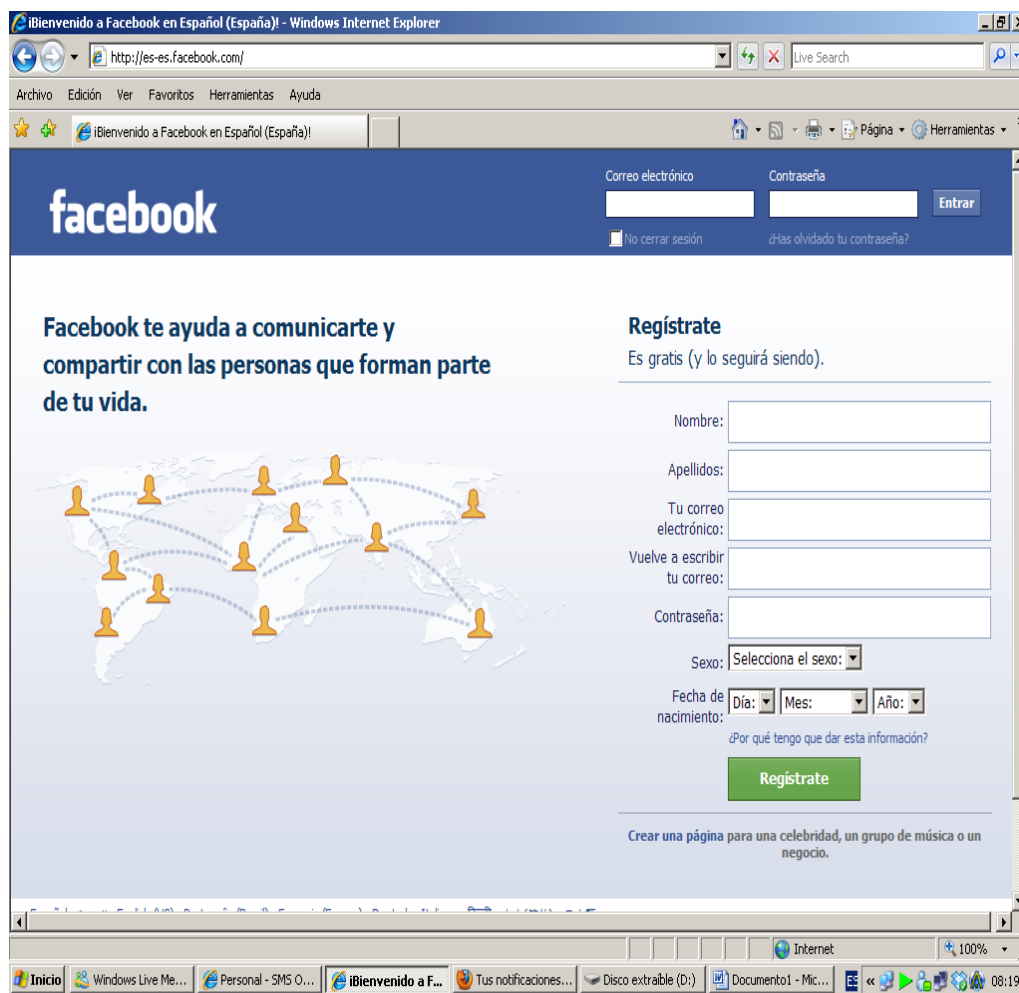 ¡Bienvenido a Facebook en Español (España)! - Windows Internet Explorer
http://es-es.facebook.com/
Live Search
Archivo Edición Ver Favoritos Herramientas Ayuda
¡Bienvenido a Facebook en Español (España)!
Página Herramientas
Correo electrónico Contraseña
facebook
Entrar
No cerrar sesión ¿Has olvidado tu contraseña?
Facebook te ayuda a comunicarte y
compartir con las personas que forman parte
de tu vida.
Regístrate
Es gratis (y lo seguirá siendo).
Nombre:
Apellidos:
Tu correo
electrónico:
Vuelve a escribir
tu correo:
Contraseña:
Sexo: Selecciona el sexo:
Fecha de
nacimiento:
Día: Mes: Año:
¿Por qué tengo que dar esta información?
Regístrate
Crear una página para una celebridad, un grupo de música o un
negocio.
Internet 100%
Inicio Windows Live Me... Personal - SMS O... ¡Bienvenido a F... Tus notificaciones... Disco extraíble (D:) Documento1 - Mic... ES « 08:19